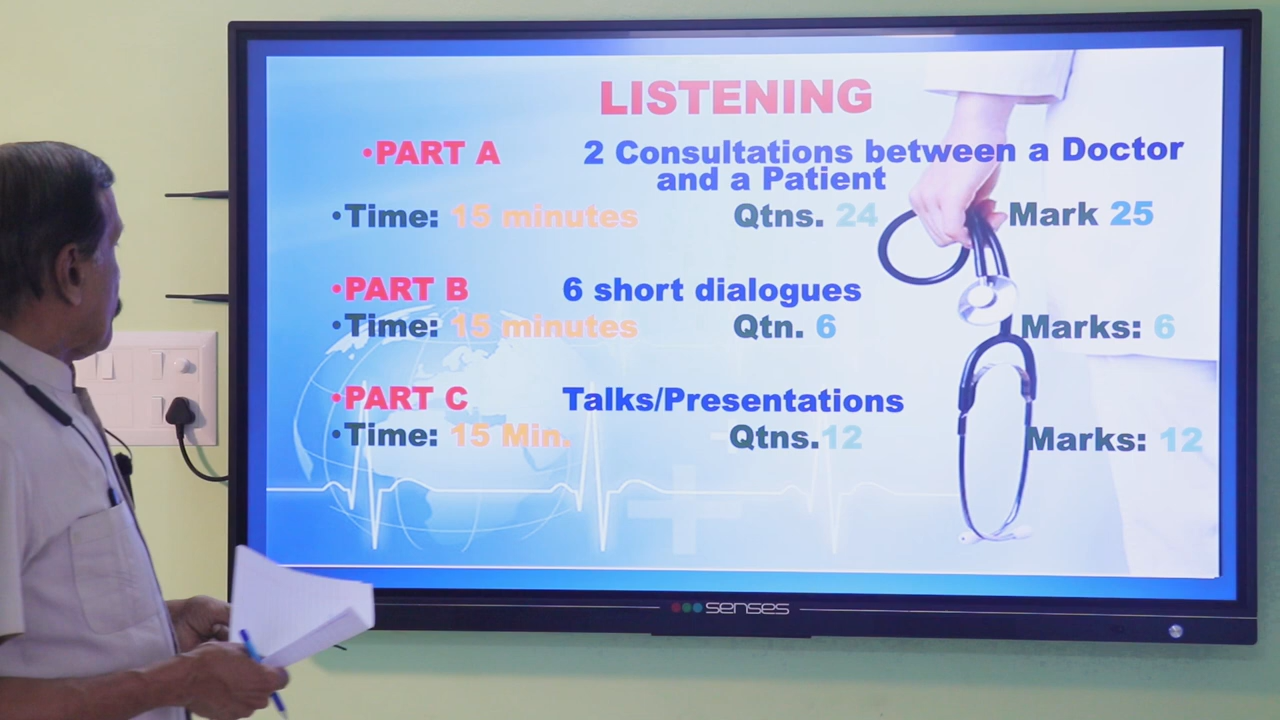 LISTENING
•PART A 2 Consultations between a Doctor
and a Patient
•Time: 15 minutes Qtns. 24 Mark 25
•PART B 6 short dialogues
•Time: 15 minutes Qtn. 6 Marks: 6
•PART C Talks/Presentations
•Time: 15 Min. Qtns.12 Marks: 12
senses